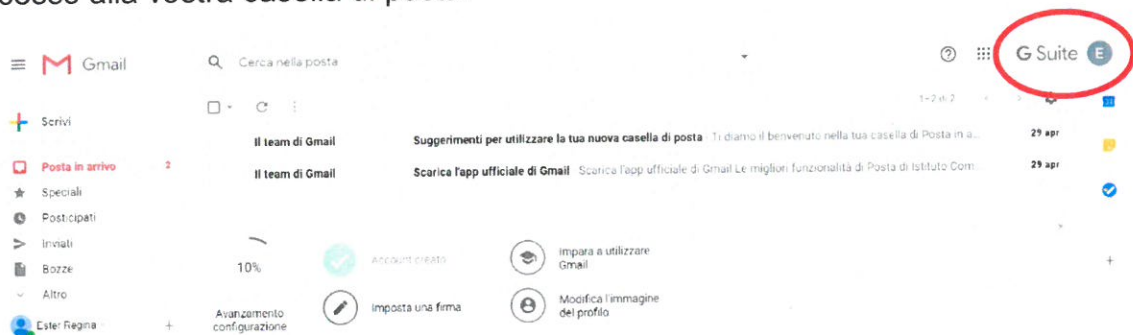 Gmail
Cerca nella posta
G Suite E
Scrivi
1-2 di 2
Il team di Gmail Suggerimenti per utilizzare la tua nuova casella di posta - Ti diamo il benvenuto nella tua casella di Posta in a... 29 apr
Posta in arrivo 2
Il team di Gmail Scarica l'app ufficiale di Gmail - Scarica l'app ufficiale di Gmail Le migliori funzionalità di Posta di Istituto Com... 29 apr
Speciali
Posticipati
Inviati
Bozze
Altro
Ester Regina
10%
Avanzamento
configurazione
Account creato
Imposta una firma
Impara a utilizzare
Gmail
Modifica l'immagine
del profilo